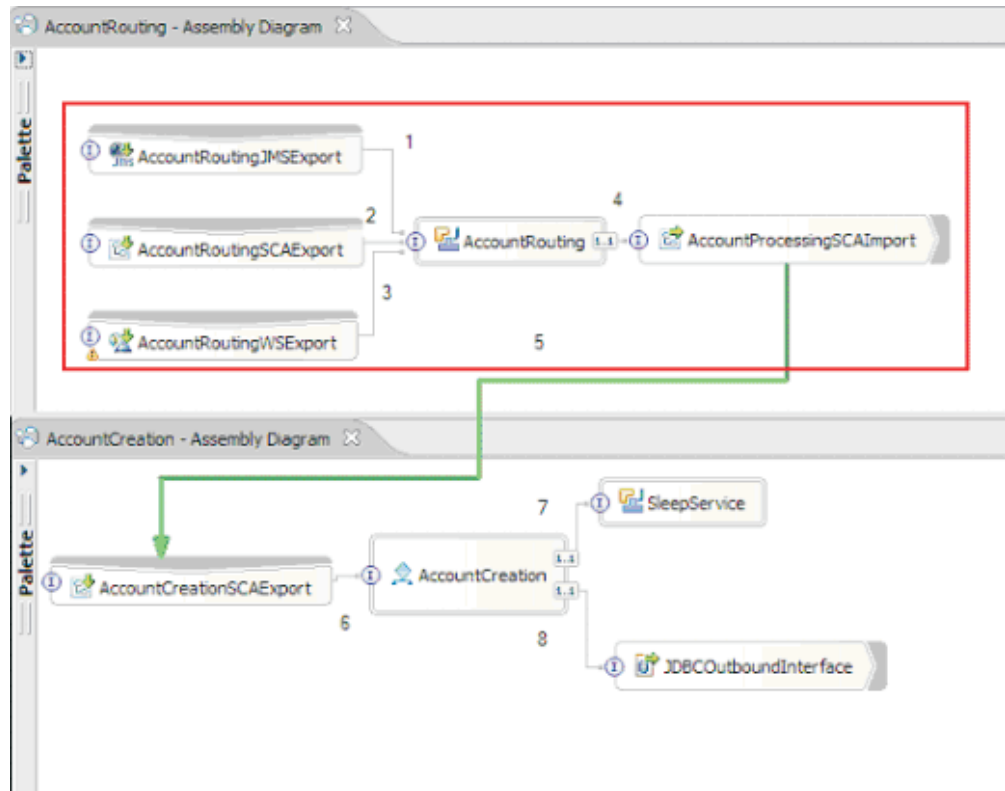 AccountRouting - Assembly Diagram
Palette
1
AccountRoutingJMSExport
Jms
2
4
AccountRoutingSCAExport
AccountRouting
1..1
AccountProcessingSCAImport
3
AccountRoutingWSExport
5
AccountCreation - Assembly Diagram
Palette
7
SleepService
1..1
AccountCreationSCAExport
AccountCreation
1..1
6
8
JDBCOutboundInterface